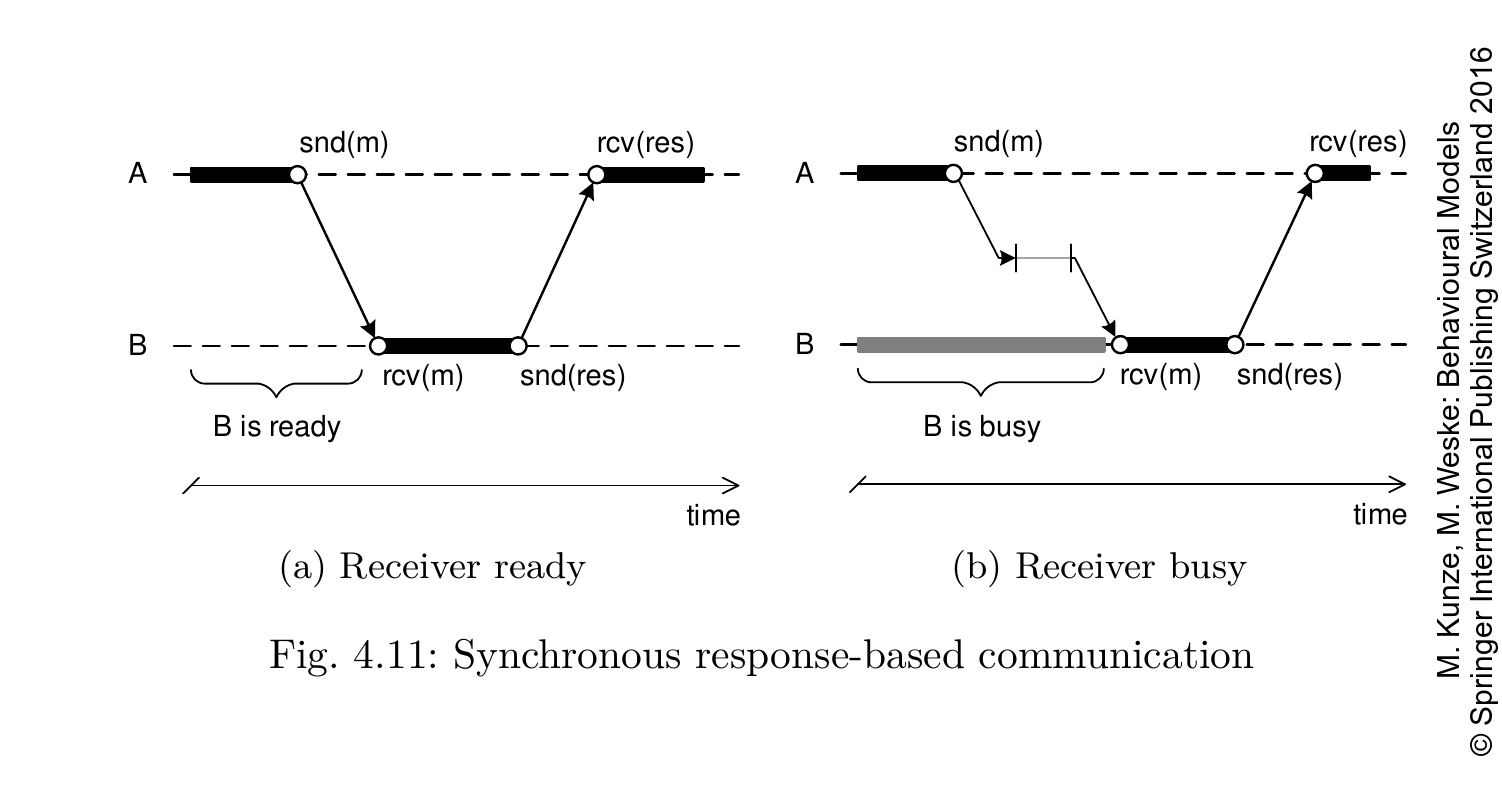 A
snd(m)
rcv(res)
B
rcv(m)
snd(res)
B is ready
time
(a) Receiver ready
A
snd(m)
rcv(res)
B
rcv(m)
snd(res)
B is busy
time
(b) Receiver busy
Fig. 4.11: Synchronous response-based communication
M. Kunze, M. Weske: Behavioural Models
© Springer International Publishing Switzerland 2016